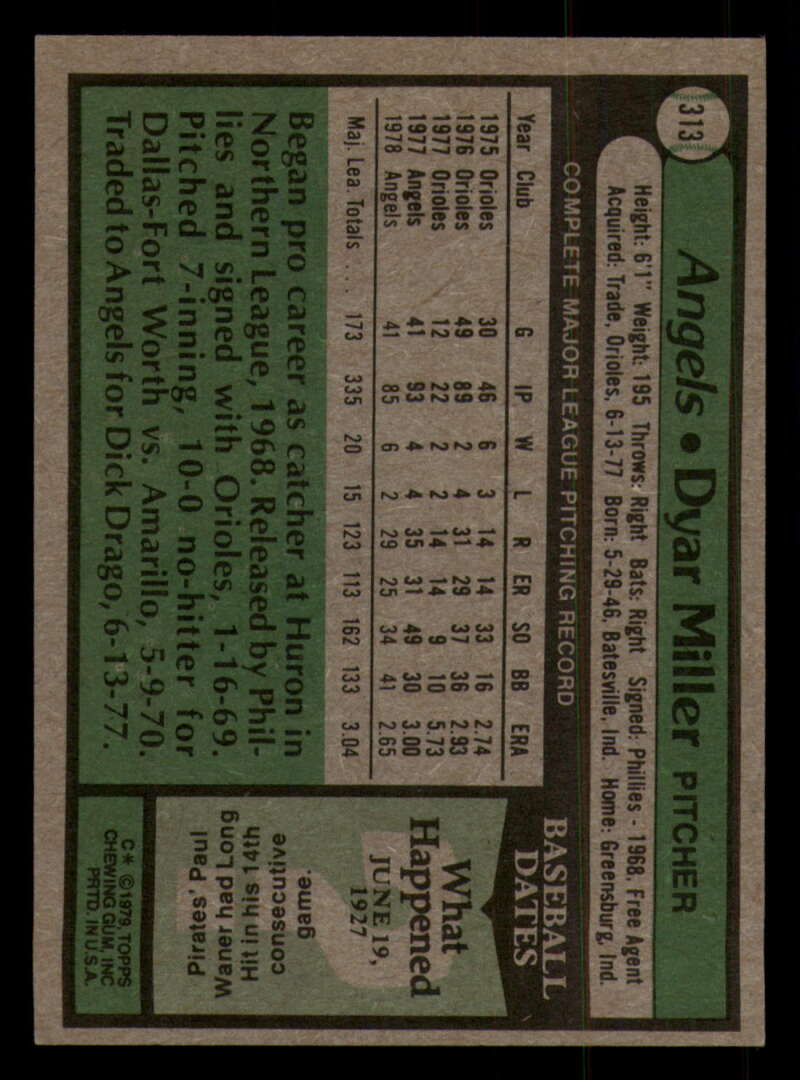 313
Angels • Dyar Miller PITCHER
Height: 6'1" Weight: 195 Throws: Right Bats: Right Signed: Phillies - 1968, Free Agent
Acquired: Trade, Orioles, 6-13-77 Born: 5-29-46, Batesville, Ind. Home: Greensburg, Ind.
COMPLETE MAJOR LEAGUE PITCHING RECORD
Year Club G IP W L R ER SO BB ERA
1975 Orioles 30 46 6 3 14 14 33 16 2.74
1976 Orioles 49 89 2 4 31 29 37 36 2.93
1977 Orioles 12 22 2 2 14 14 9 10 5.73
1977 Angels 41 93 4 4 35 31 49 30 3.00
1978 Angels 41 85 6 2 29 25 34 41 2.65
Maj. Lea. Totals . . . 173 335 20 15 123 113 162 133 3.04
Began pro career as catcher at Huron in
Northern League, 1968. Released by Phil-
lies and signed with Orioles, 1-16-69.
Pitched 7-inning, 10-0 no-hitter for
Dallas-Fort Worth vs. Amarillo, 5-9-70.
Traded to Angels for Dick Drago, 6-13-77.
BASEBALL
DATES
What
Happened
JUNE 19,
1927
Pirates' Paul
Waner had Long
Hit in his 14th
consecutive
game.
C* © 1979, TOPPS
CHEWING GUM, INC
PRTD. IN U.S.A.